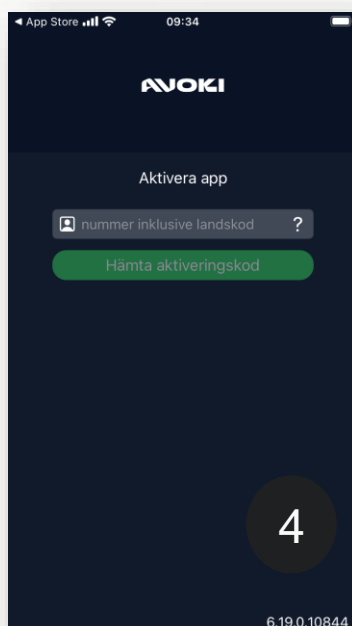 App Store 09:34
AVOKI
Aktivera app
nummer inklusive landskod ?
Hämta aktiveringskod
4
6.19.0.10844